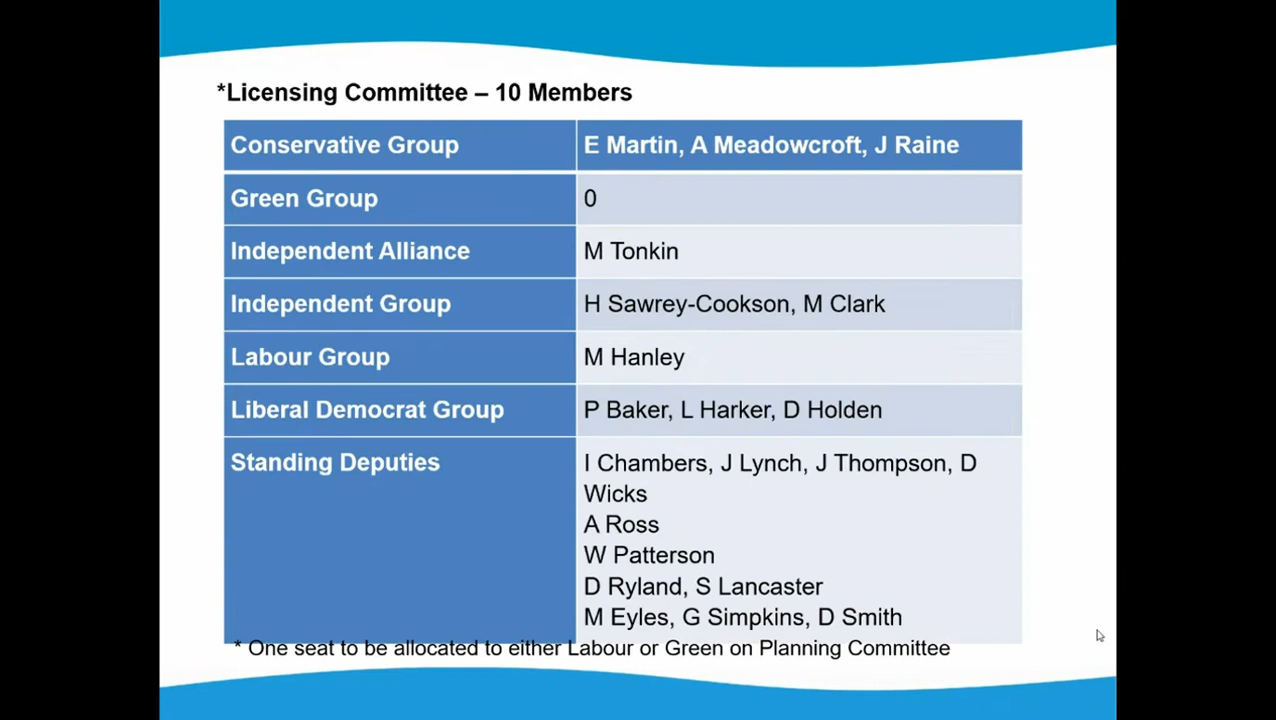 *Licensing Committee – 10 Members
Conservative Group E Martin, A Meadowcroft, J Raine
Green Group 0
Independent Alliance M Tonkin
Independent Group H Sawrey-Cookson, M Clark
Labour Group M Hanley
Liberal Democrat Group P Baker, L Harker, D Holden
Standing Deputies I Chambers, J Lynch, J Thompson, D
Wicks
A Ross
W Patterson
D Ryland, S Lancaster
M Eyles, G Simpkins, D Smith
* One seat to be allocated to either Labour or Green on Planning Committee